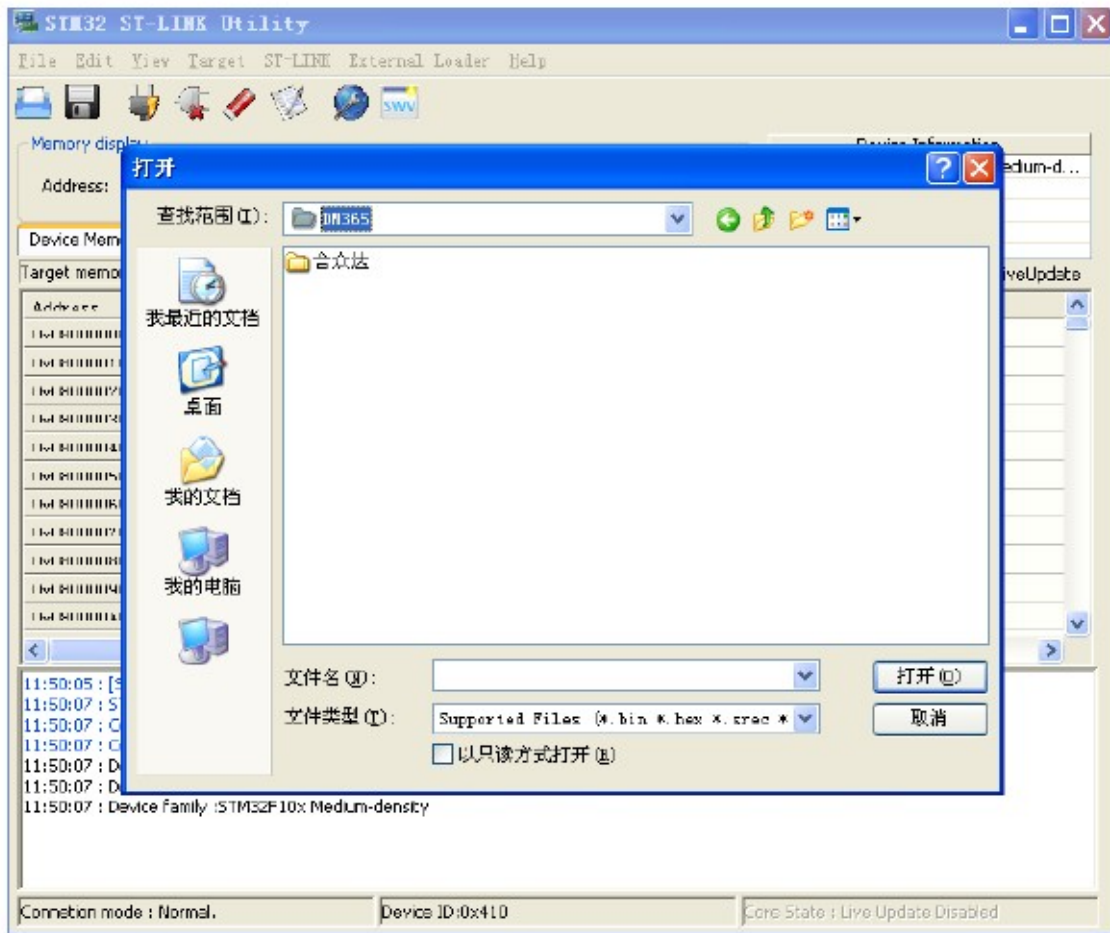 STM32 ST-LINK Utility
File Edit View Target ST-LINK External Loader Help
SWV
Memory display
Device Information
Address:
打开
edium-d...
查找范围(I):
DM365
Device Mem
合众达
Target memo
iveUpdate
Address
我最近的文档
桌面
我的文档
我的电脑
文件名(N):
打开(O)
文件类型(T):
Supported Files (*.bin *.hex *.srec *
取消
以只读方式打开(R)
11:50:05 : [S
11:50:07 : S
11:50:07 : C
11:50:07 : C
11:50:07 : D
11:50:07 : D
11:50:07 : Device family :STM32F10x Medium-density
Connetion mode : Normal.
Device ID:0x410
Core State : Live Update Disabled